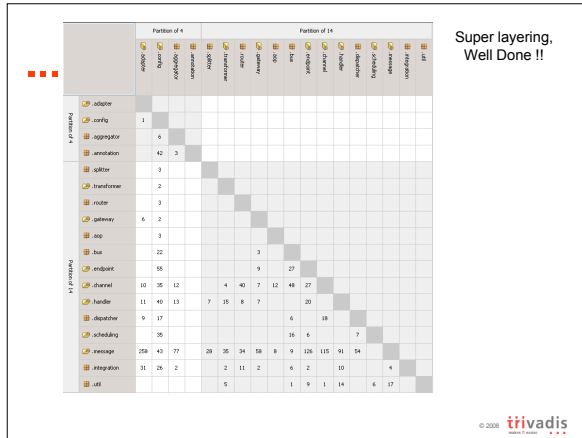 Super layering,
Well Done !!
Partition of 4 Partition of 14
.adapter .config .aggregator .annotation .splitter .transformer .router .gateway .aop .bus .endpoint .channel .handler .dispatcher .scheduling .message .integration .util
Partition of 4
.adapter
.config 1
.aggregator 6
.annotation 42 3
Partition of 14
.splitter 3
.transformer 2
.router 3
.gateway 6 2
.aop 3
.bus 22 3
.endpoint 55 9 27
.channel 10 35 12 4 40 7 12 48 27
.handler 11 40 13 7 15 8 7 20
.dispatcher 9 17 6 18
.scheduling 35 16 6 7
.message 258 43 77 28 35 34 58 8 9 126 115 91 54
.integration 31 26 2 2 11 2 6 2 10 4
.util 5 1 9 1 14 6 17
© 2008 trivadis
makes IT easier